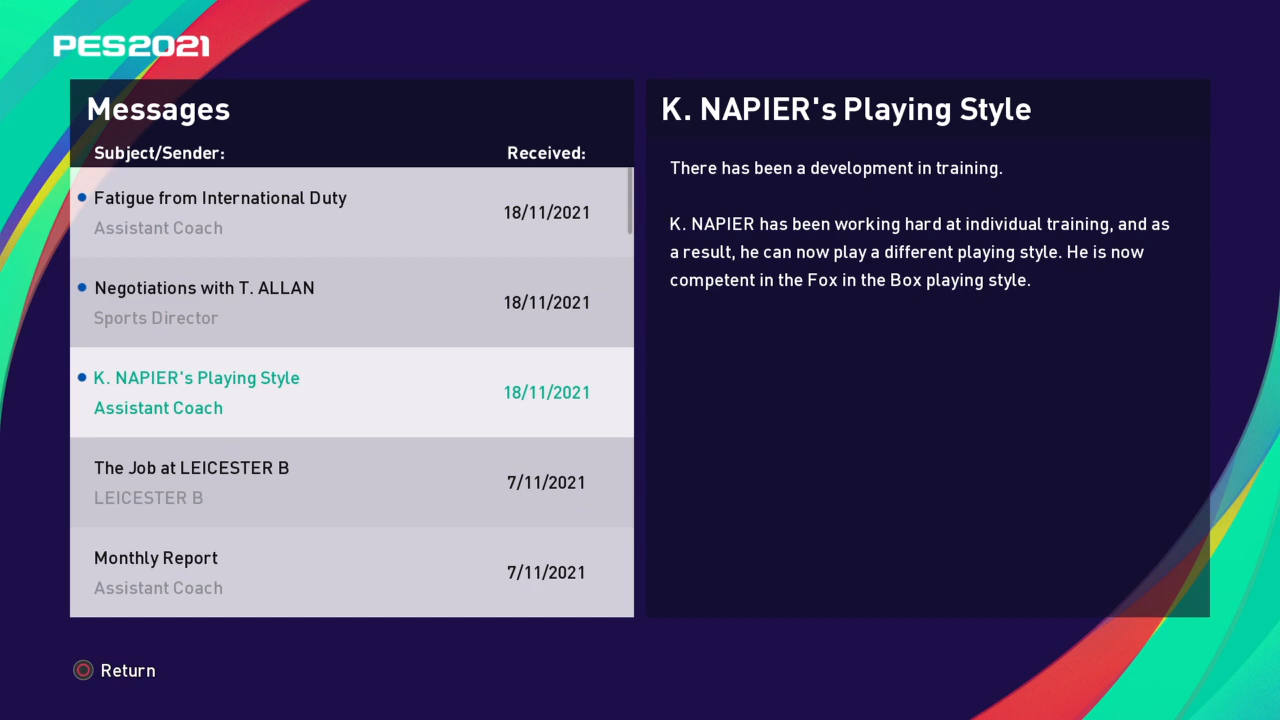 PES2021
Messages
Subject/Sender: Received:
Fatigue from International Duty
Assistant Coach
18/11/2021
Negotiations with T. ALLAN
Sports Director
18/11/2021
K. NAPIER's Playing Style
Assistant Coach
18/11/2021
The Job at LEICESTER B
LEICESTER B
7/11/2021
Monthly Report
Assistant Coach
7/11/2021
K. NAPIER's Playing Style
There has been a development in training.
K. NAPIER has been working hard at individual training, and as
a result, he can now play a different playing style. He is now
competent in the Fox in the Box playing style.
Return